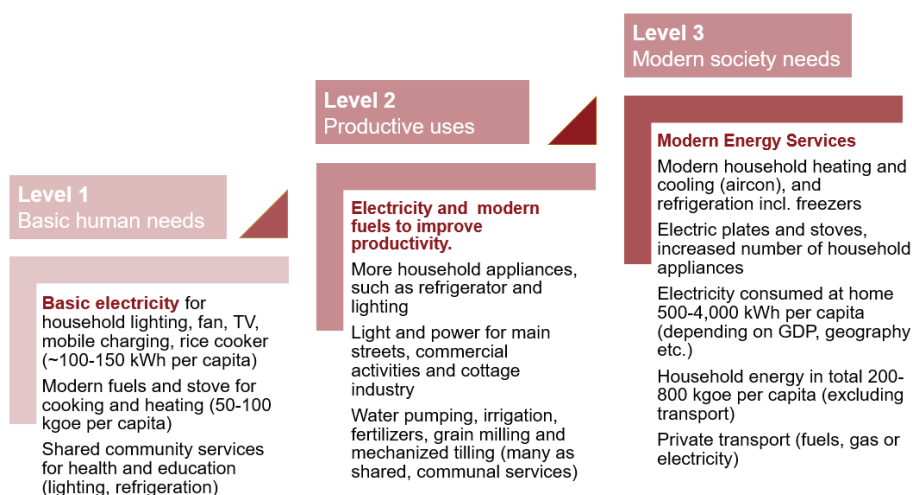 Level 1
Basic human needs
Basic electricity for
household lighting, fan, TV,
mobile charging, rice cooker
(~100-150 kWh per capita)
Modern fuels and stove for
cooking and heating (50-100
kgoe per capita)
Shared community services
for health and education
(lighting, refrigeration)
Level 2
Productive uses
Electricity and modern
fuels to improve
productivity.
More household appliances,
such as refrigerator and
lighting
Light and power for main
streets, commercial
activities and cottage
industry
Water pumping, irrigation,
fertilizers, grain milling and
mechanized tilling (many as
shared, communal services)
Level 3
Modern society needs
Modern Energy Services
Modern household heating and
cooling (aircon), and
refrigeration incl. freezers
Electric plates and stoves,
increased number of household
appliances
Electricity consumed at home
500-4,000 kWh per capita
(depending on GDP, geography
etc.)
Household energy in total 200-
800 kgoe per capita (excluding
transport)
Private transport (fuels, gas or
electricity)